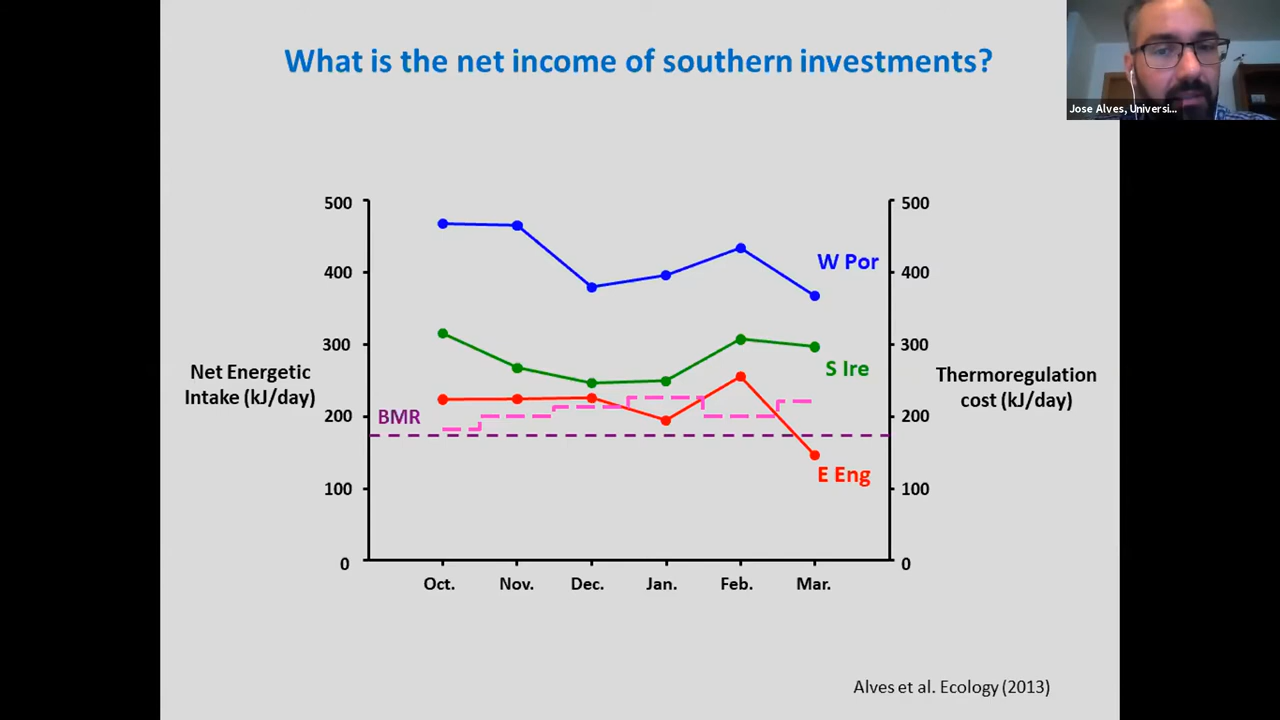 What is the net income of southern investments?
Jose Alves, Universi...
500
400
300
200
100
0
Net Energetic
Intake (kJ/day)
BMR
W Por
S Ire
E Eng
500
400
300
200
100
0
Thermoregulation
cost (kJ/day)
Oct. Nov. Dec. Jan. Feb. Mar.
Alves et al. Ecology (2013)